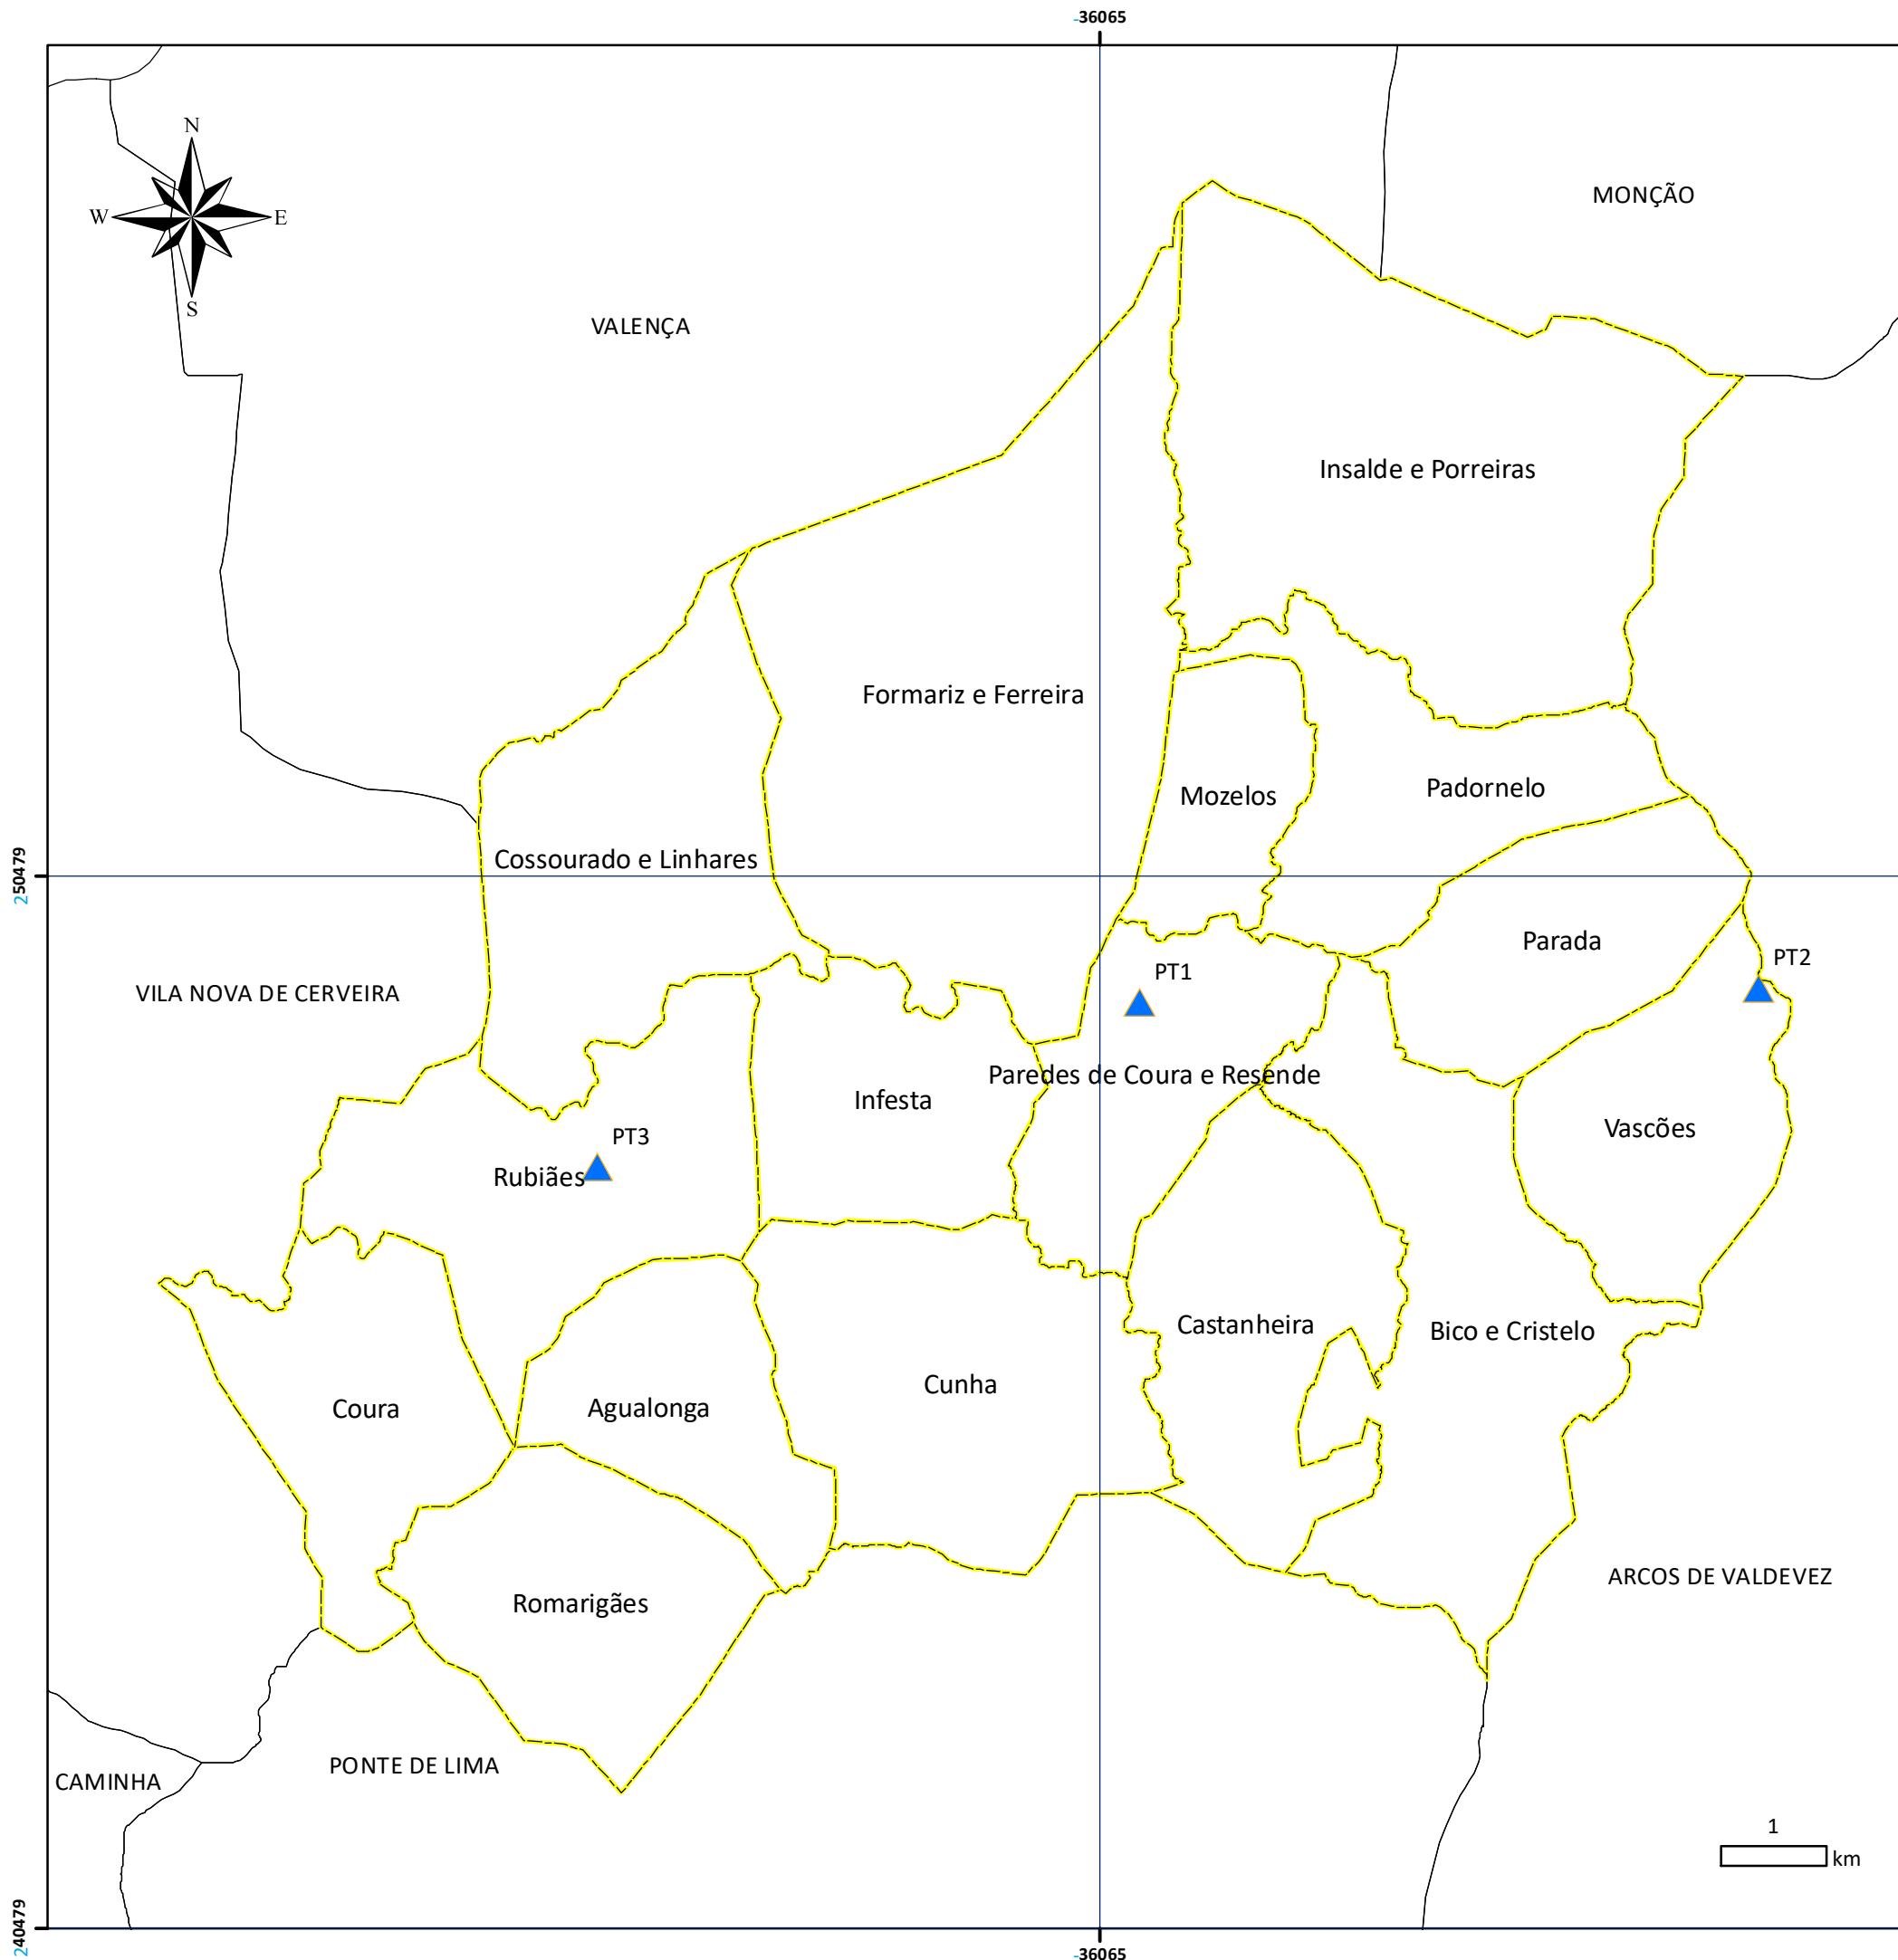 -36065
N
MONÇÃO
W
E
S
VALENÇA
Insalde e Porreiras
Formariz e Ferreira
Padornelo
Mozelos
Cossourado e Linhares
250479
Parada
PT2
PT1
VILA NOVA DE CERVEIRA
Paredes de Coura e Resende
Infesta
Vascões
PT3
Rubiães
Castanheira
Bico e Cristelo
Cunha
Agualonga
Coura
ARCOS DE VALDEVEZ
Romarigães
PONTE DE LIMA
CAMINHA
1
km
240479
-36065